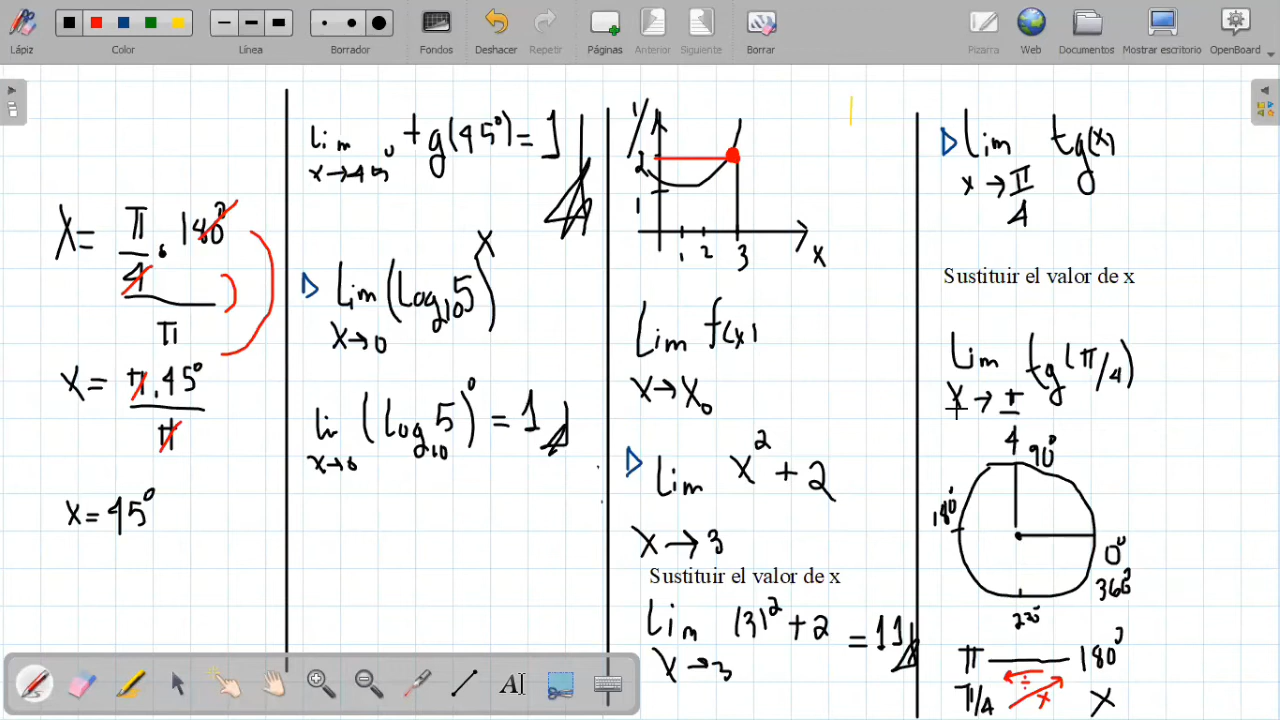 Lápiz Color Línea Borrador Fondos Deshacer Repetir Páginas Anterior Siguiente Borrar Pizarra Web Documentos Mostrar escritorio OpenBoard
X = π/4 . 180° / π
X = π.45° / π
X = 45°
Lim x→45° tg(45°) = 1
Lim x→0 (Log₁₀5)^x
Li x→0 (Log₁₀5)^0 = 1
y
2
1
1 2 3 x
Lim f(x)
x→x₀
Lim x² + 2
x → 3
Sustituir el valor de x
Lim (3)² + 2 = 11
x → 3
Lim tg(x)
x → π/4
Sustituir el valor de x
Lim tg(π/4)
x → π/4
90°
180°
0°
360°
π 180°
÷ x
π/4 x